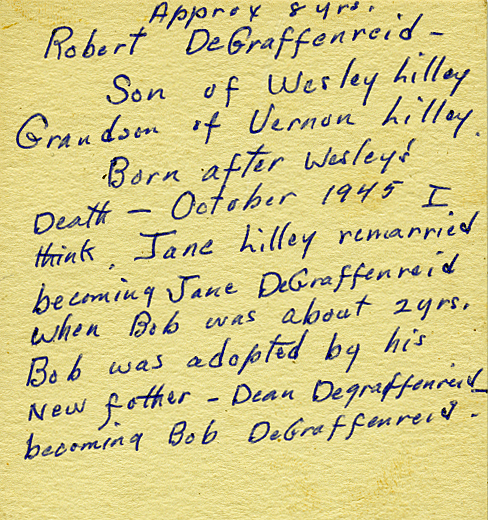 Approx 8 yrs.
Robert DeGraffenreid -
Son of Wesley Lilley
Grandson of Vernon Lilley.
Born after Wesley's
Death - October 1945 I
think. Jane Lilley remarried
becoming Jane DeGraffenreid
when Bob was about 2 yrs.
Bob was adopted by his
New father - Dean Degraffenreid
becoming Bob DeGraffenreid.